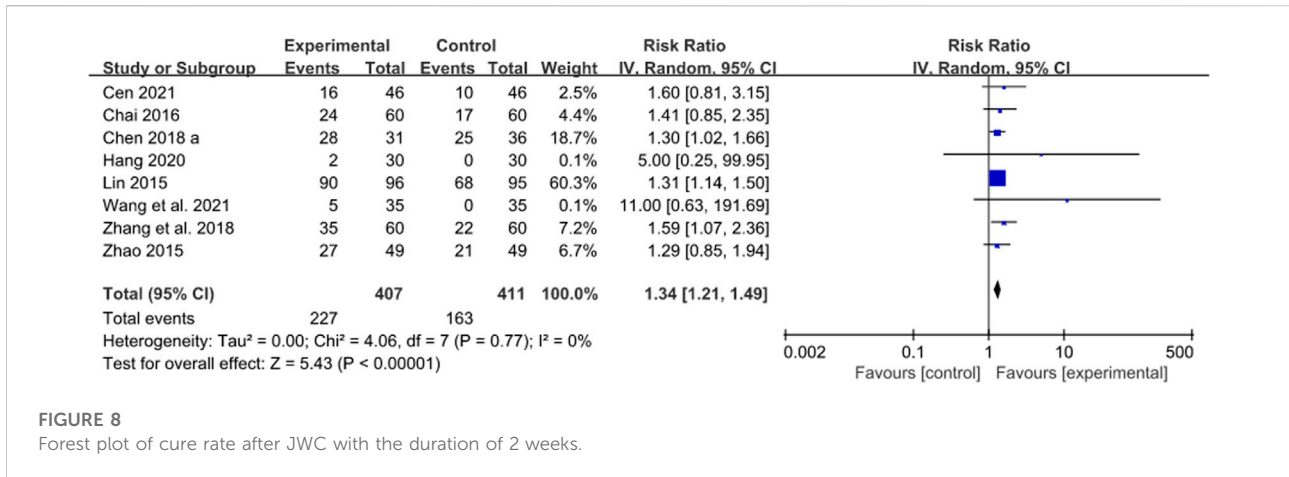 Experimental Control Risk Ratio Risk Ratio
Study or Subgroup Events Total Events Total Weight IV, Random, 95% CI IV, Random, 95% CI
Cen 2021 16 46 10 46 2.5% 1.60 [0.81, 3.15]
Chai 2016 24 60 17 60 4.4% 1.41 [0.85, 2.35]
Chen 2018 a 28 31 25 36 18.7% 1.30 [1.02, 1.66]
Hang 2020 2 30 0 30 0.1% 5.00 [0.25, 99.95]
Lin 2015 90 96 68 95 60.3% 1.31 [1.14, 1.50]
Wang et al. 2021 5 35 0 35 0.1% 11.00 [0.63, 191.69]
Zhang et al. 2018 35 60 22 60 7.2% 1.59 [1.07, 2.36]
Zhao 2015 27 49 21 49 6.7% 1.29 [0.85, 1.94]
Total (95% CI) 407 411 100.0% 1.34 [1.21, 1.49]
Total events 227 163
Heterogeneity: Tau² = 0.00; Chi² = 4.06, df = 7 (P = 0.77); I² = 0%
Test for overall effect: Z = 5.43 (P < 0.00001)
0.002 0.1 1 10 500
Favours [control] Favours [experimental]
FIGURE 8
Forest plot of cure rate after JWC with the duration of 2 weeks.